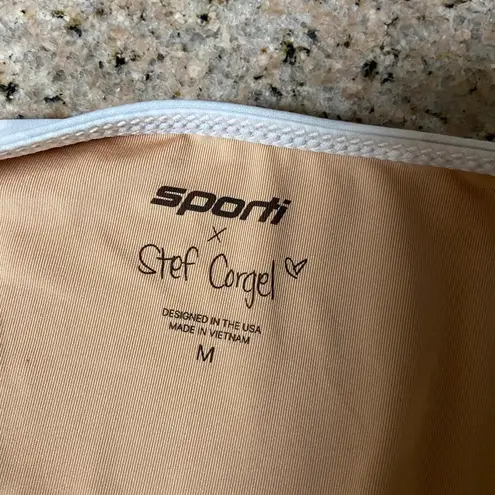 sporti
x
Stef Corgel ♡
DESIGNED IN THE USA
MADE IN VIETNAM
M